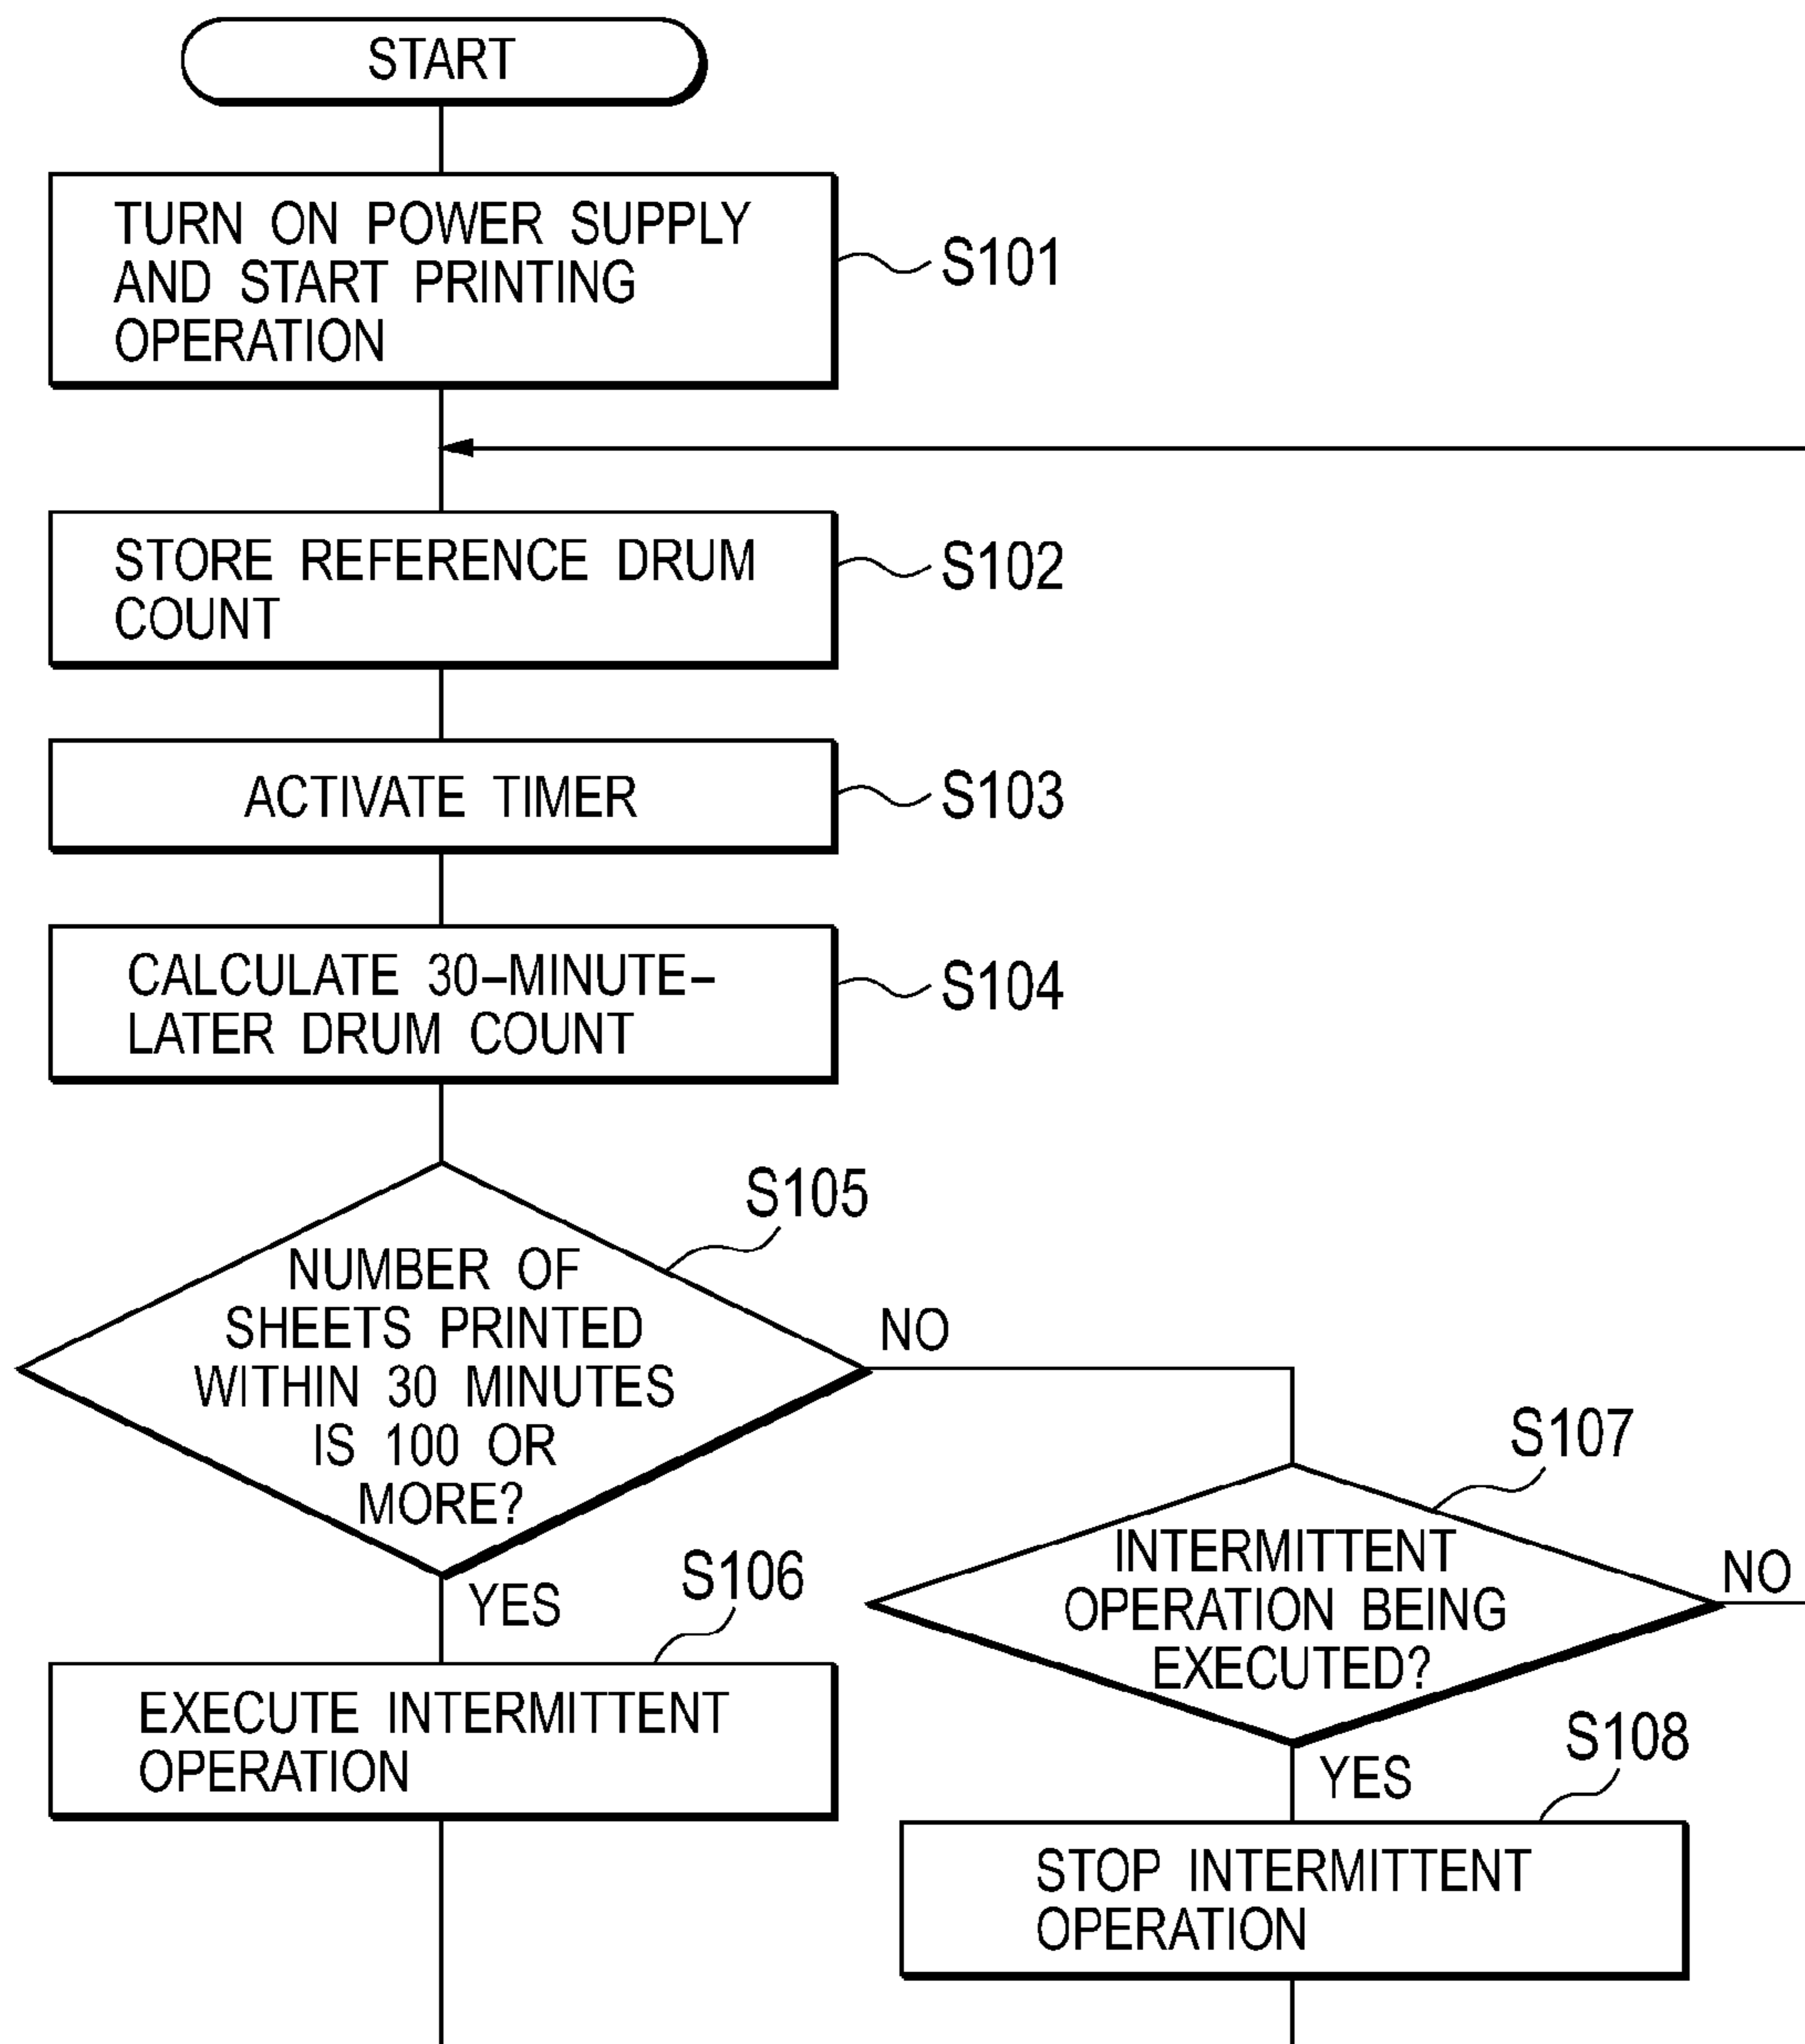 START
TURN ON POWER SUPPLY
AND START PRINTING
OPERATION
S101
STORE REFERENCE DRUM
COUNT
S102
ACTIVATE TIMER
S103
CALCULATE 30-MINUTE-
LATER DRUM COUNT
S104
S105
NUMBER OF
SHEETS PRINTED
WITHIN 30 MINUTES
IS 100 OR
MORE?
NO
YES
S106
EXECUTE INTERMITTENT
OPERATION
S107
INTERMITTENT
OPERATION BEING
EXECUTED?
NO
YES
S108
STOP INTERMITTENT
OPERATION